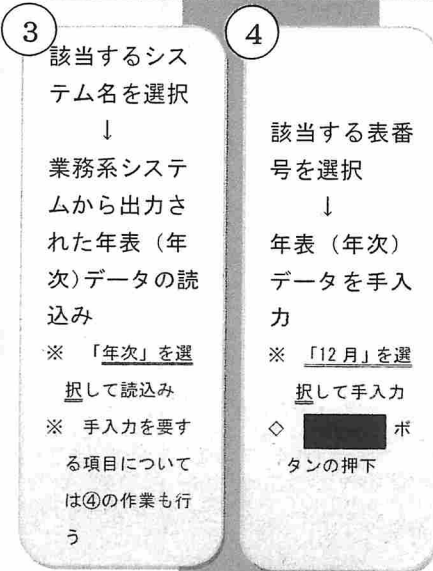 3
該当するシス
テム名を選択
↓
業務系システ
ムから出力さ
れた年表（年
次）データの読
込み
※　「年次」を選
択して読込み
※　手入力を要す
る項目について
は④の作業も行
う
4
該当する表番
号を選択
↓
年表（年次）
データを手入
力
※　「12月」を選
択して手入力
◇　ボ
タンの押下